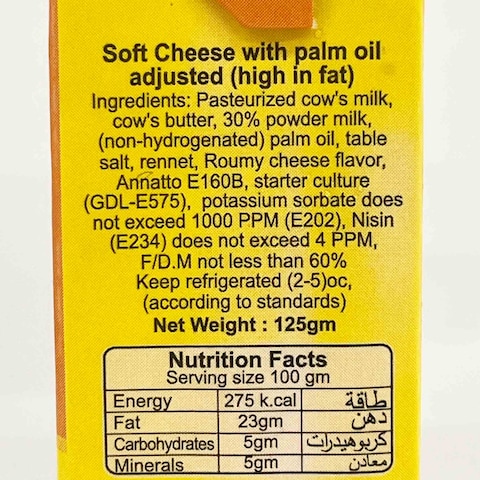 Soft Cheese with palm oil
adjusted (high in fat)
Ingredients: Pasteurized cow's milk,
cow's butter, 30% powder milk,
(non-hydrogenated) palm oil, table
salt, rennet, Roumy cheese flavor,
Annatto E160B, starter culture
(GDL-E575), potassium sorbate does
not exceed 1000 PPM (E202), Nisin
(E234) does not exceed 4 PPM,
F/D.M not less than 60%
Keep refrigerated (2-5)oc,
(according to standards)
Net Weight : 125gm
Nutrition Facts
Serving size 100 gm
Energy 275 k.cal طاقة
Fat 23gm دهن
Carbohydrates 5gm كربوهيدرات
Minerals 5gm معادن